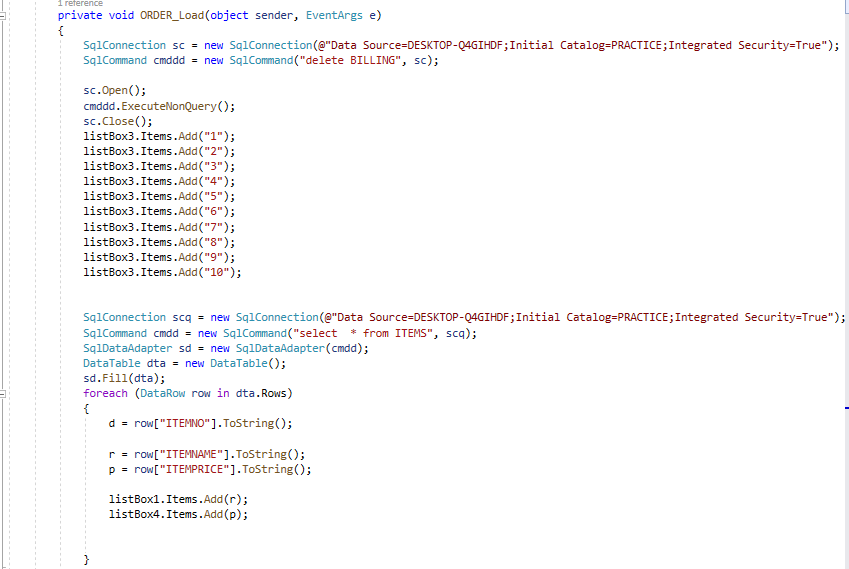 1 reference
private void ORDER_Load(object sender, EventArgs e)
{
SqlConnection sc = new SqlConnection(@"Data Source=DESKTOP-Q4GIHDF;Initial Catalog=PRACTICE;Integrated Security=True");
SqlCommand cmddd = new SqlCommand("delete BILLING", sc);
sc.Open();
cmddd.ExecuteNonQuery();
sc.Close();
listBox3.Items.Add("1");
listBox3.Items.Add("2");
listBox3.Items.Add("3");
listBox3.Items.Add("4");
listBox3.Items.Add("5");
listBox3.Items.Add("6");
listBox3.Items.Add("7");
listBox3.Items.Add("8");
listBox3.Items.Add("9");
listBox3.Items.Add("10");
SqlConnection scq = new SqlConnection(@"Data Source=DESKTOP-Q4GIHDF;Initial Catalog=PRACTICE;Integrated Security=True");
SqlCommand cmdd = new SqlCommand("select  * from ITEMS", scq);
SqlDataAdapter sd = new SqlDataAdapter(cmdd);
DataTable dta = new DataTable();
sd.Fill(dta);
foreach (DataRow row in dta.Rows)
{
d = row["ITEMNO"].ToString();
r = row["ITEMNAME"].ToString();
p = row["ITEMPRICE"].ToString();
listBox1.Items.Add(r);
listBox4.Items.Add(p);
}